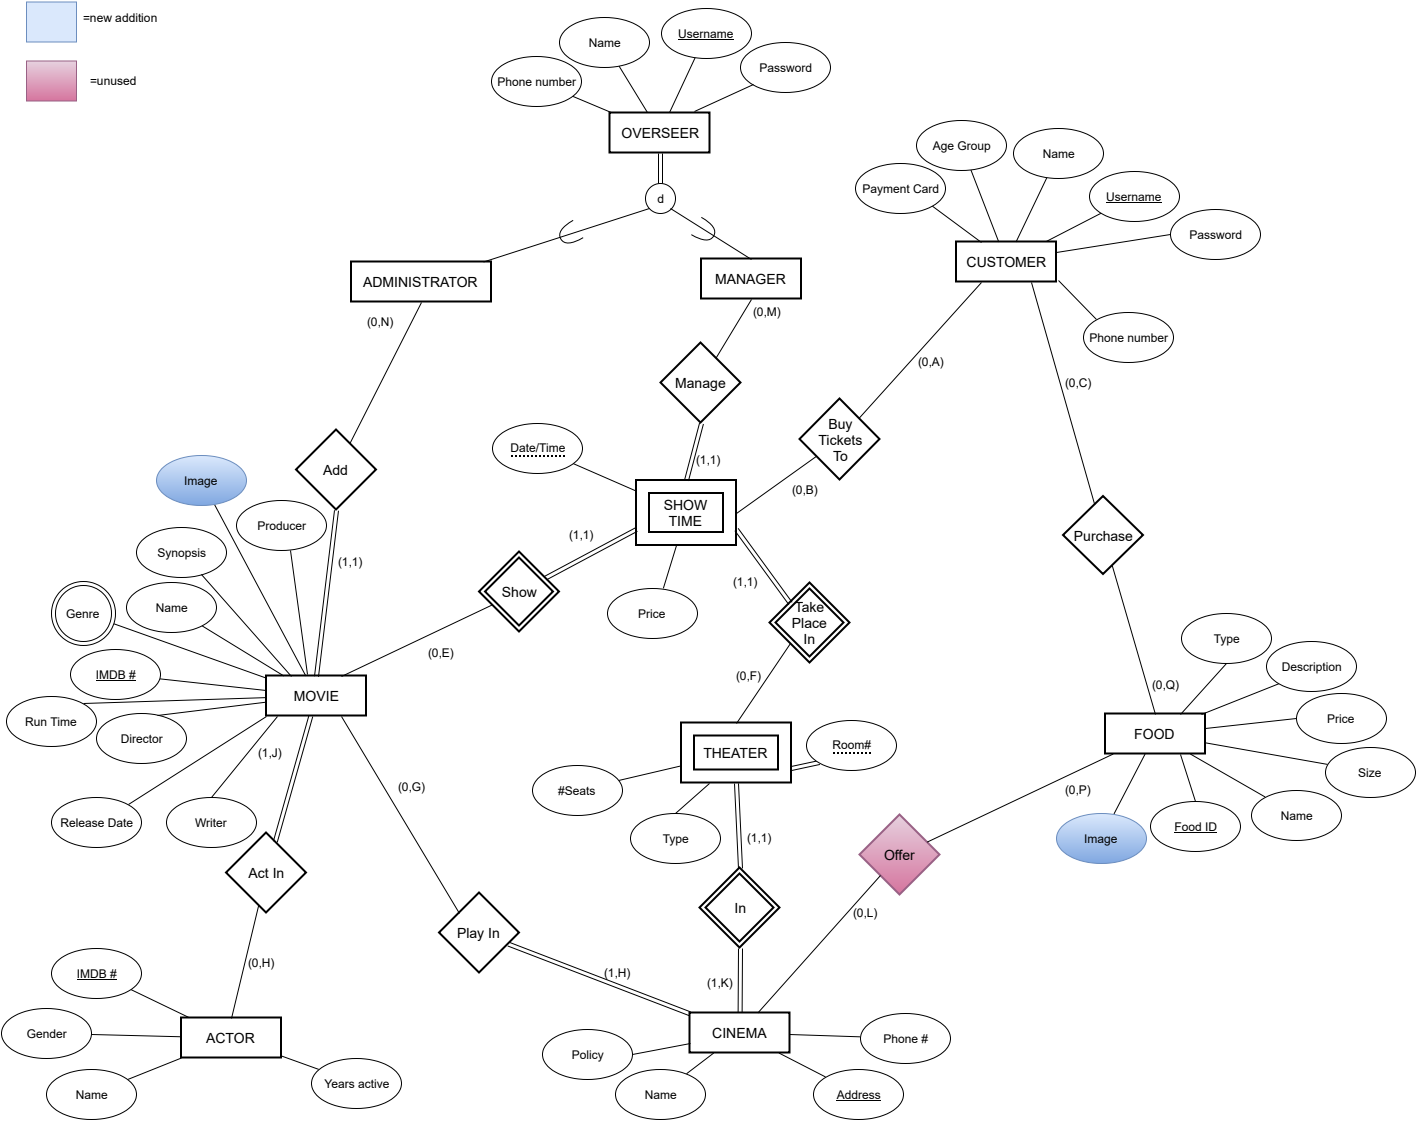 =new addition
=unused
Name
Username
Phone number
Password
OVERSEER
d
Age Group
Name
Payment Card
Username
Password
CUSTOMER
Phone number
ADMINISTRATOR
MANAGER
(0,N)
(0,M)
(0,A)
(0,C)
Manage
Buy
Tickets
To
Add
Date/Time
(1,1)
(0,B)
Image
Producer
SHOW
TIME
Purchase
Synopsis
(1,1)
(1,1)
(1,1)
Show
Name
Genre
Price
Take
Place
In
(0,E)
Type
Description
IMDB #
(0,F)
(0,Q)
MOVIE
Run Time
Director
Price
FOOD
THEATER
Room#
(1,J)
Size
(0,G)
#Seats
(0,P)
Release Date
Writer
Type
(1,1)
Image
Food ID
Name
Offer
Act In
In
(0,L)
Play In
(0,H)
(1,H)
(1,K)
IMDB #
Gender
ACTOR
CINEMA
Phone #
Policy
Years active
Name
Name
Address